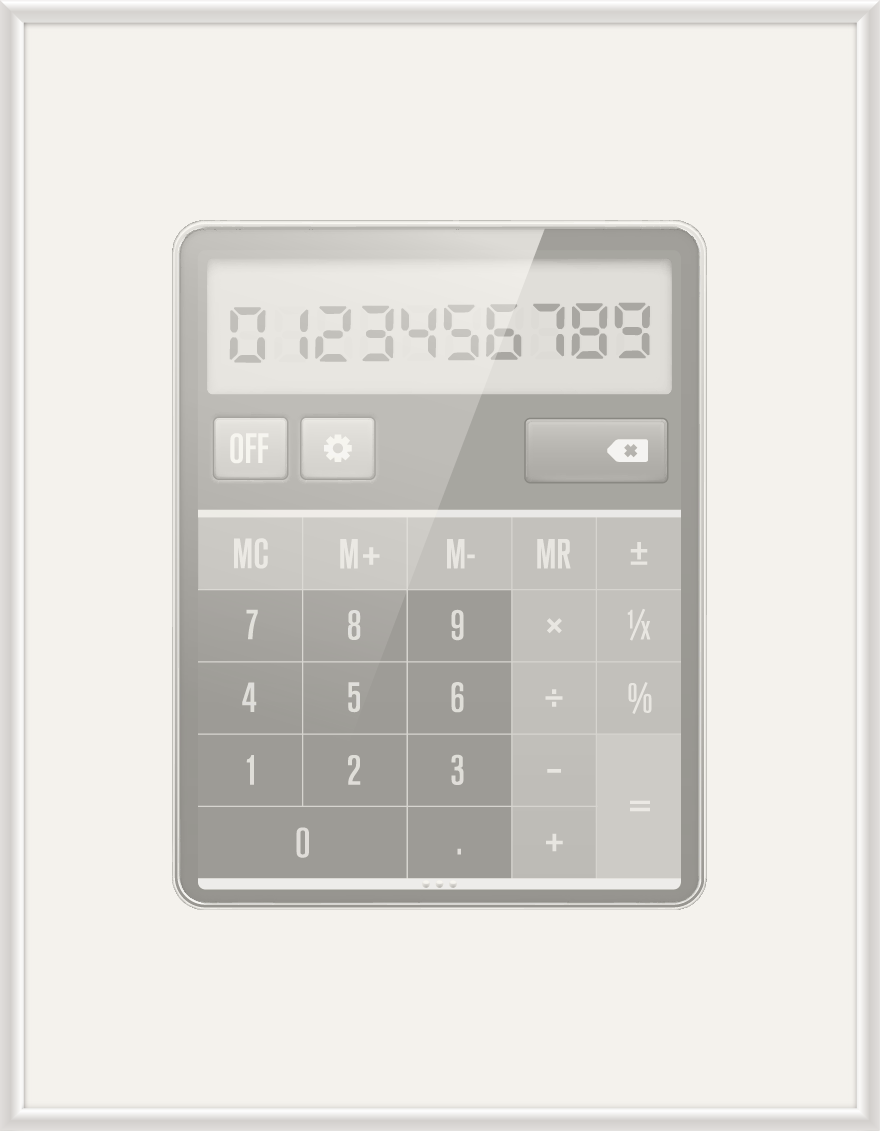 0123456789
OFF
MC M+ M- MR ±
7 8 9 × ⅟x
4 5 6 ÷ %
1 2 3 −
=
0 . +